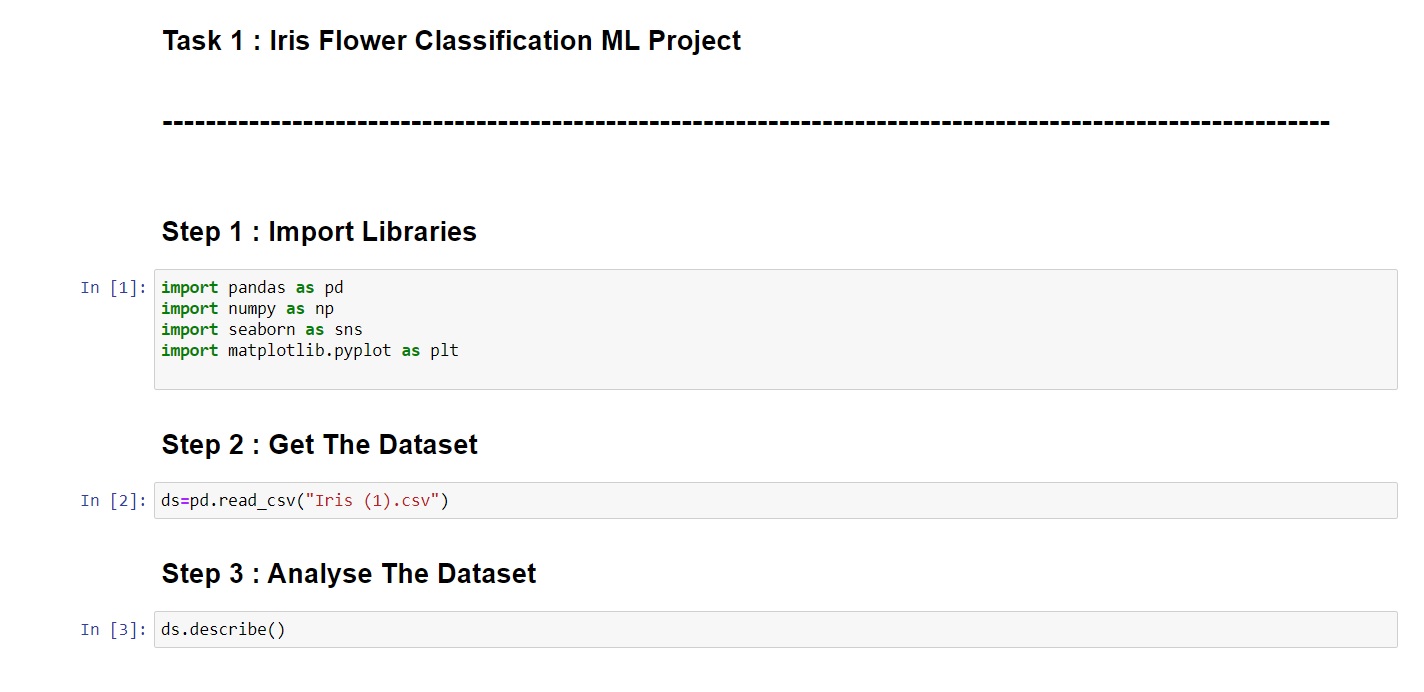 Task 1 : Iris Flower Classification ML Project
------------------------------------------------------------------------------------------------------------
Step 1 : Import Libraries
In [1]: import pandas as pd
import numpy as np
import seaborn as sns
import matplotlib.pyplot as plt
Step 2 : Get The Dataset
In [2]: ds=pd.read_csv("Iris (1).csv")
Step 3 : Analyse The Dataset
In [3]: ds.describe()